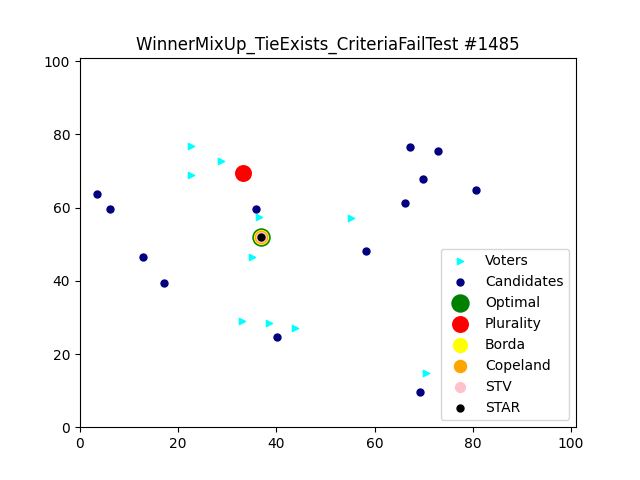 WinnerMixUp_TieExists_CriteriaFailTest #1485
100
80
60
40
20
0
0 20 40 60 80 100
Voters
Candidates
Optimal
Plurality
Borda
Copeland
STV
STAR